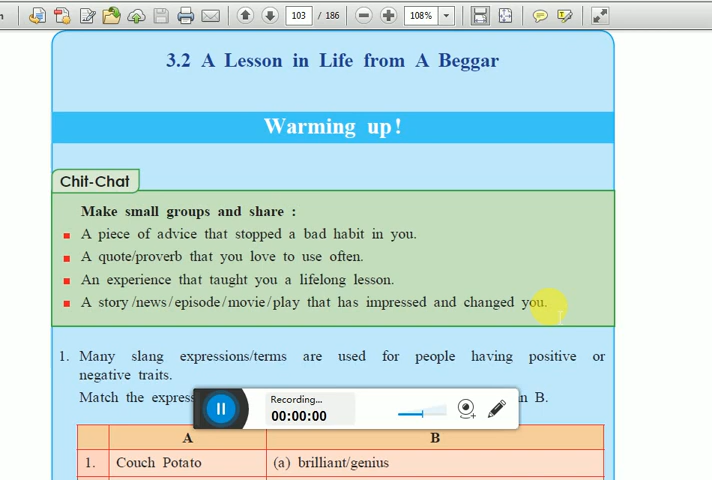 103 / 186 108%
3.2 A Lesson in Life from A Beggar
Warming up!
Chit-Chat
Make small groups and share :
A piece of advice that stopped a bad habit in you.
A quote/proverb that you love to use often.
An experience that taught you a lifelong lesson.
A story/news/episode/movie/play that has impressed and changed you.
1. Many slang expressions/terms are used for people having positive or
negative traits.
Match the n B.
Recording...
00:00:00
A B
1. Couch Potato (a) brilliant/genius